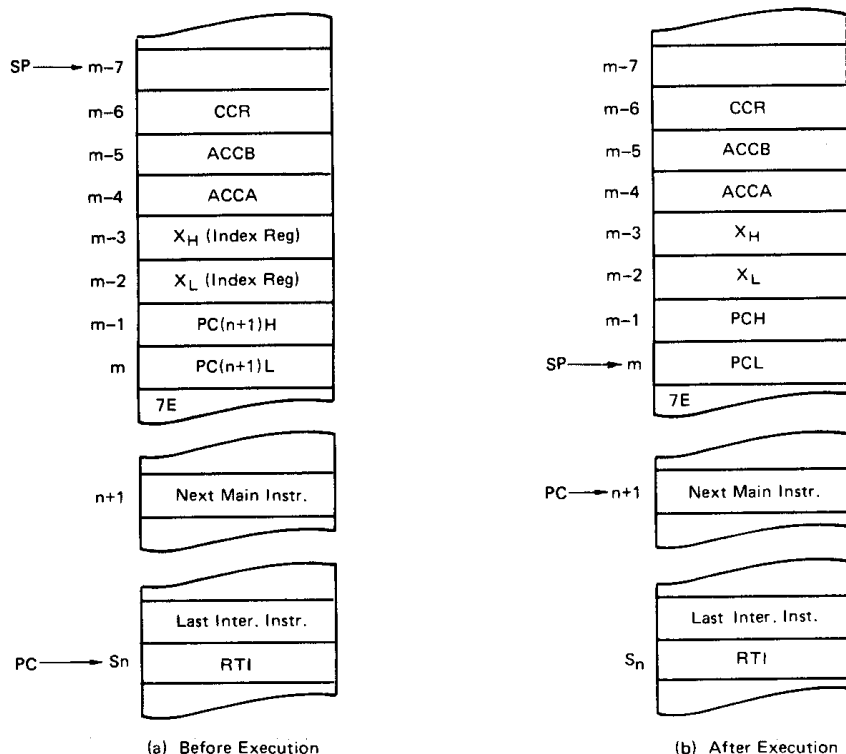 SP m-7
m-6 CCR
m-5 ACCB
m-4 ACCA
m-3 XH (Index Reg)
m-2 XL (Index Reg)
m-1 PC(n+1)H
m PC(n+1)L
7E
n+1 Next Main Instr.
Last Inter. Instr.
PC Sn RTI
(a) Before Execution
m-7
m-6 CCR
m-5 ACCB
m-4 ACCA
m-3 XH
m-2 XL
m-1 PCH
SP m PCL
7E
PC n+1 Next Main Instr.
Last Inter. Inst.
Sn RTI
(b) After Execution